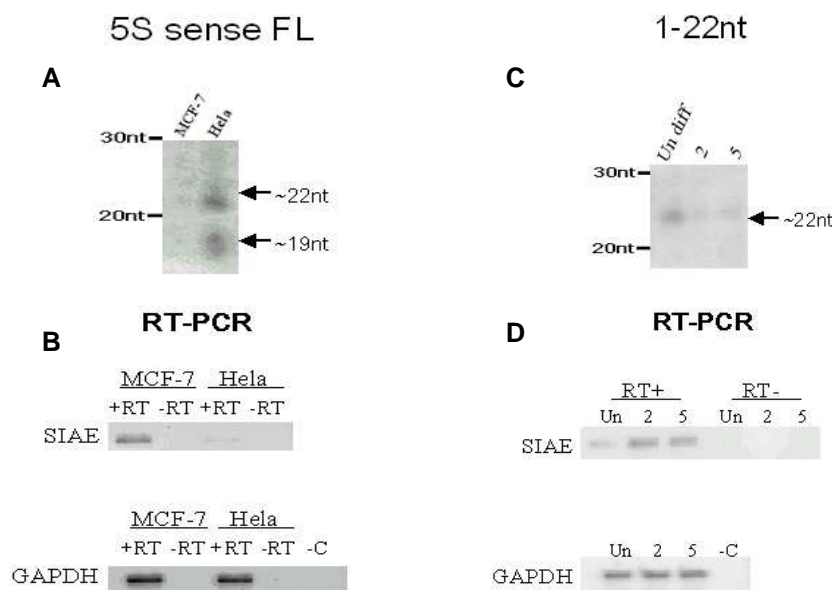 5S sense FL
A
MCF-7 Hela
30nt
~22nt
20nt
~19nt
RT-PCR
B
MCF-7 Hela
+RT -RT +RT -RT
SIAE
MCF-7 Hela
+RT -RT +RT -RT -C
GAPDH
1-22nt
C
Un diff 2 5
30nt
~22nt
20nt
RT-PCR
D
RT+ RT-
Un 2 5 Un 2 5
SIAE
Un 2 5 -C
GAPDH